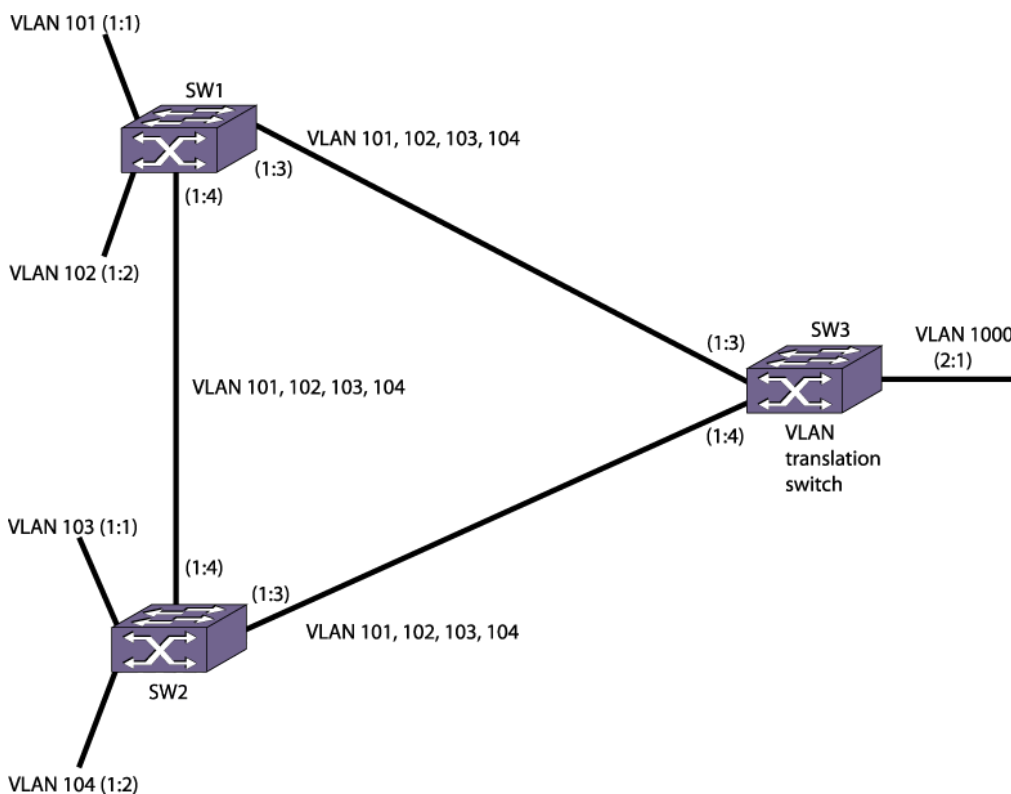 VLAN 101 (1:1)
SW1
VLAN 101, 102, 103, 104
(1:3)
(1:4)
VLAN 102 (1:2)
(1:3)
SW3
VLAN 1000
(2:1)
VLAN 101, 102, 103, 104
(1:4)
VLAN
translation
switch
VLAN 103 (1:1)
(1:4)
(1:3)
VLAN 101, 102, 103, 104
SW2
VLAN 104 (1:2)